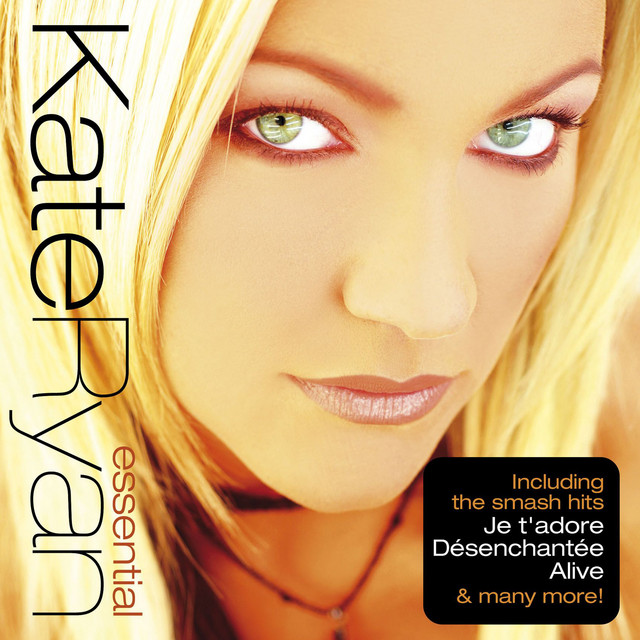 KateRyan
essential
Including
the smash hits
Je t'adore
Désenchantée
Alive
& many more!